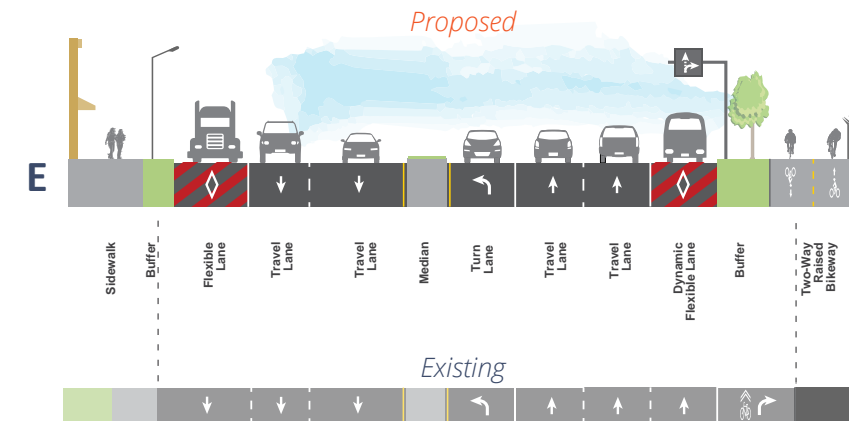 Proposed
E
Sidewalk
Buffer
Flexible
Lane
Travel
Lane
Travel
Lane
Median
Turn
Lane
Travel
Lane
Travel
Lane
Dynamic
Flexible Lane
Buffer
Two-Way
Raised
Bikeway
Existing